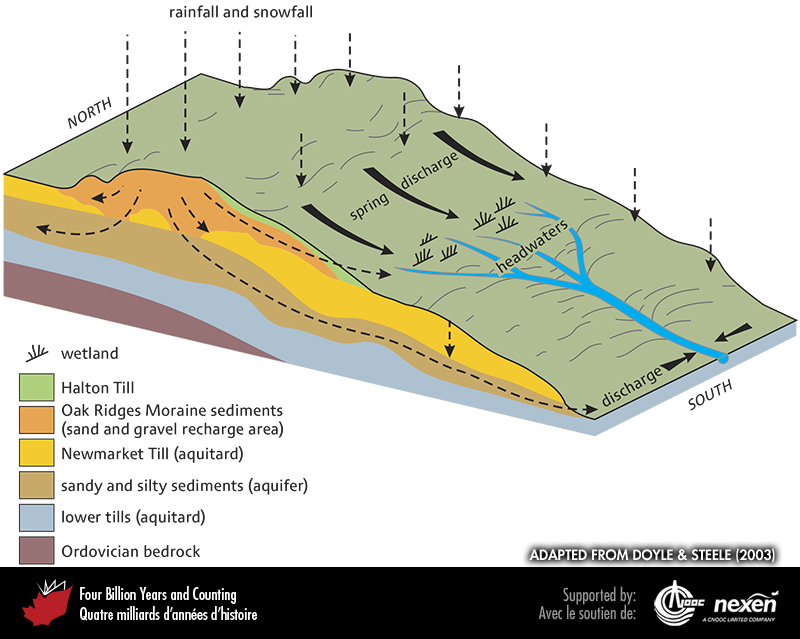 rainfall and snowfall
NORTH
spring discharge
headwaters
discharge
SOUTH
wetland
Halton Till
Oak Ridges Moraine sediments
(sand and gravel recharge area)
Newmarket Till (aquitard)
sandy and silty sediments (aquifer)
lower tills (aquitard)
Ordovician bedrock
ADAPTED FROM DOYLE & STEELE (2003)
Four Billion Years and Counting
Quatre milliards d’années d’histoire
Supported by:
Avec le soutien de:
CNOOC nexen
A CNOOC LIMITED COMPANY